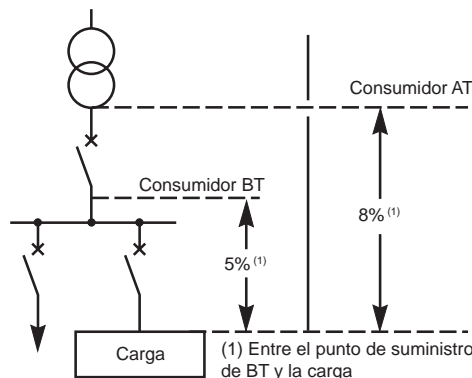 Consumidor AT
Consumidor BT
8% (1)
5% (1)
Carga
(1) Entre el punto de suministro
de BT y la carga